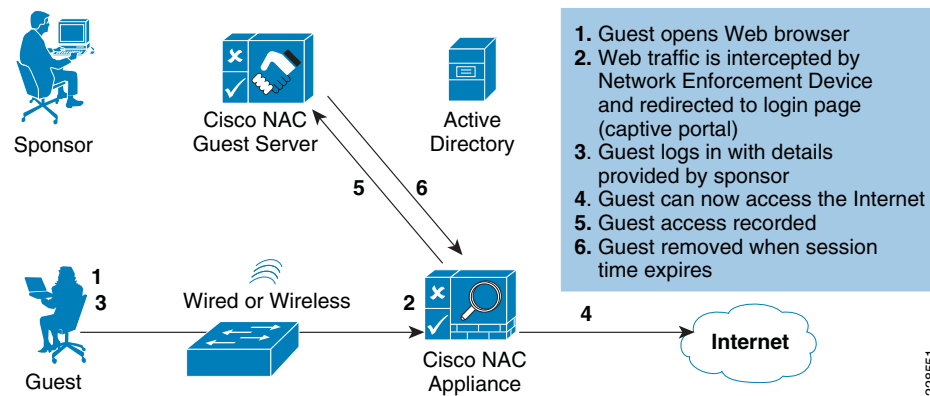 Sponsor
Cisco NAC
Guest Server
Active
Directory
1. Guest opens Web browser
2. Web traffic is intercepted by
Network Enforcement Device
and redirected to login page
(captive portal)
3. Guest logs in with details
provided by sponsor
4. Guest can now access the Internet
5. Guest access recorded
6. Guest removed when session
time expires
5
6
1
3
Guest
Wired or Wireless
2
Cisco NAC
Appliance
4
Internet
228551